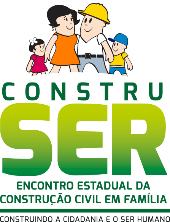 CONSTRU
SER
ENCONTRO ESTADUAL DA
CONSTRUÇÃO CIVIL EM FAMÍLIA
CONSTRUINDO A CIDADANIA E O SER HUMANO